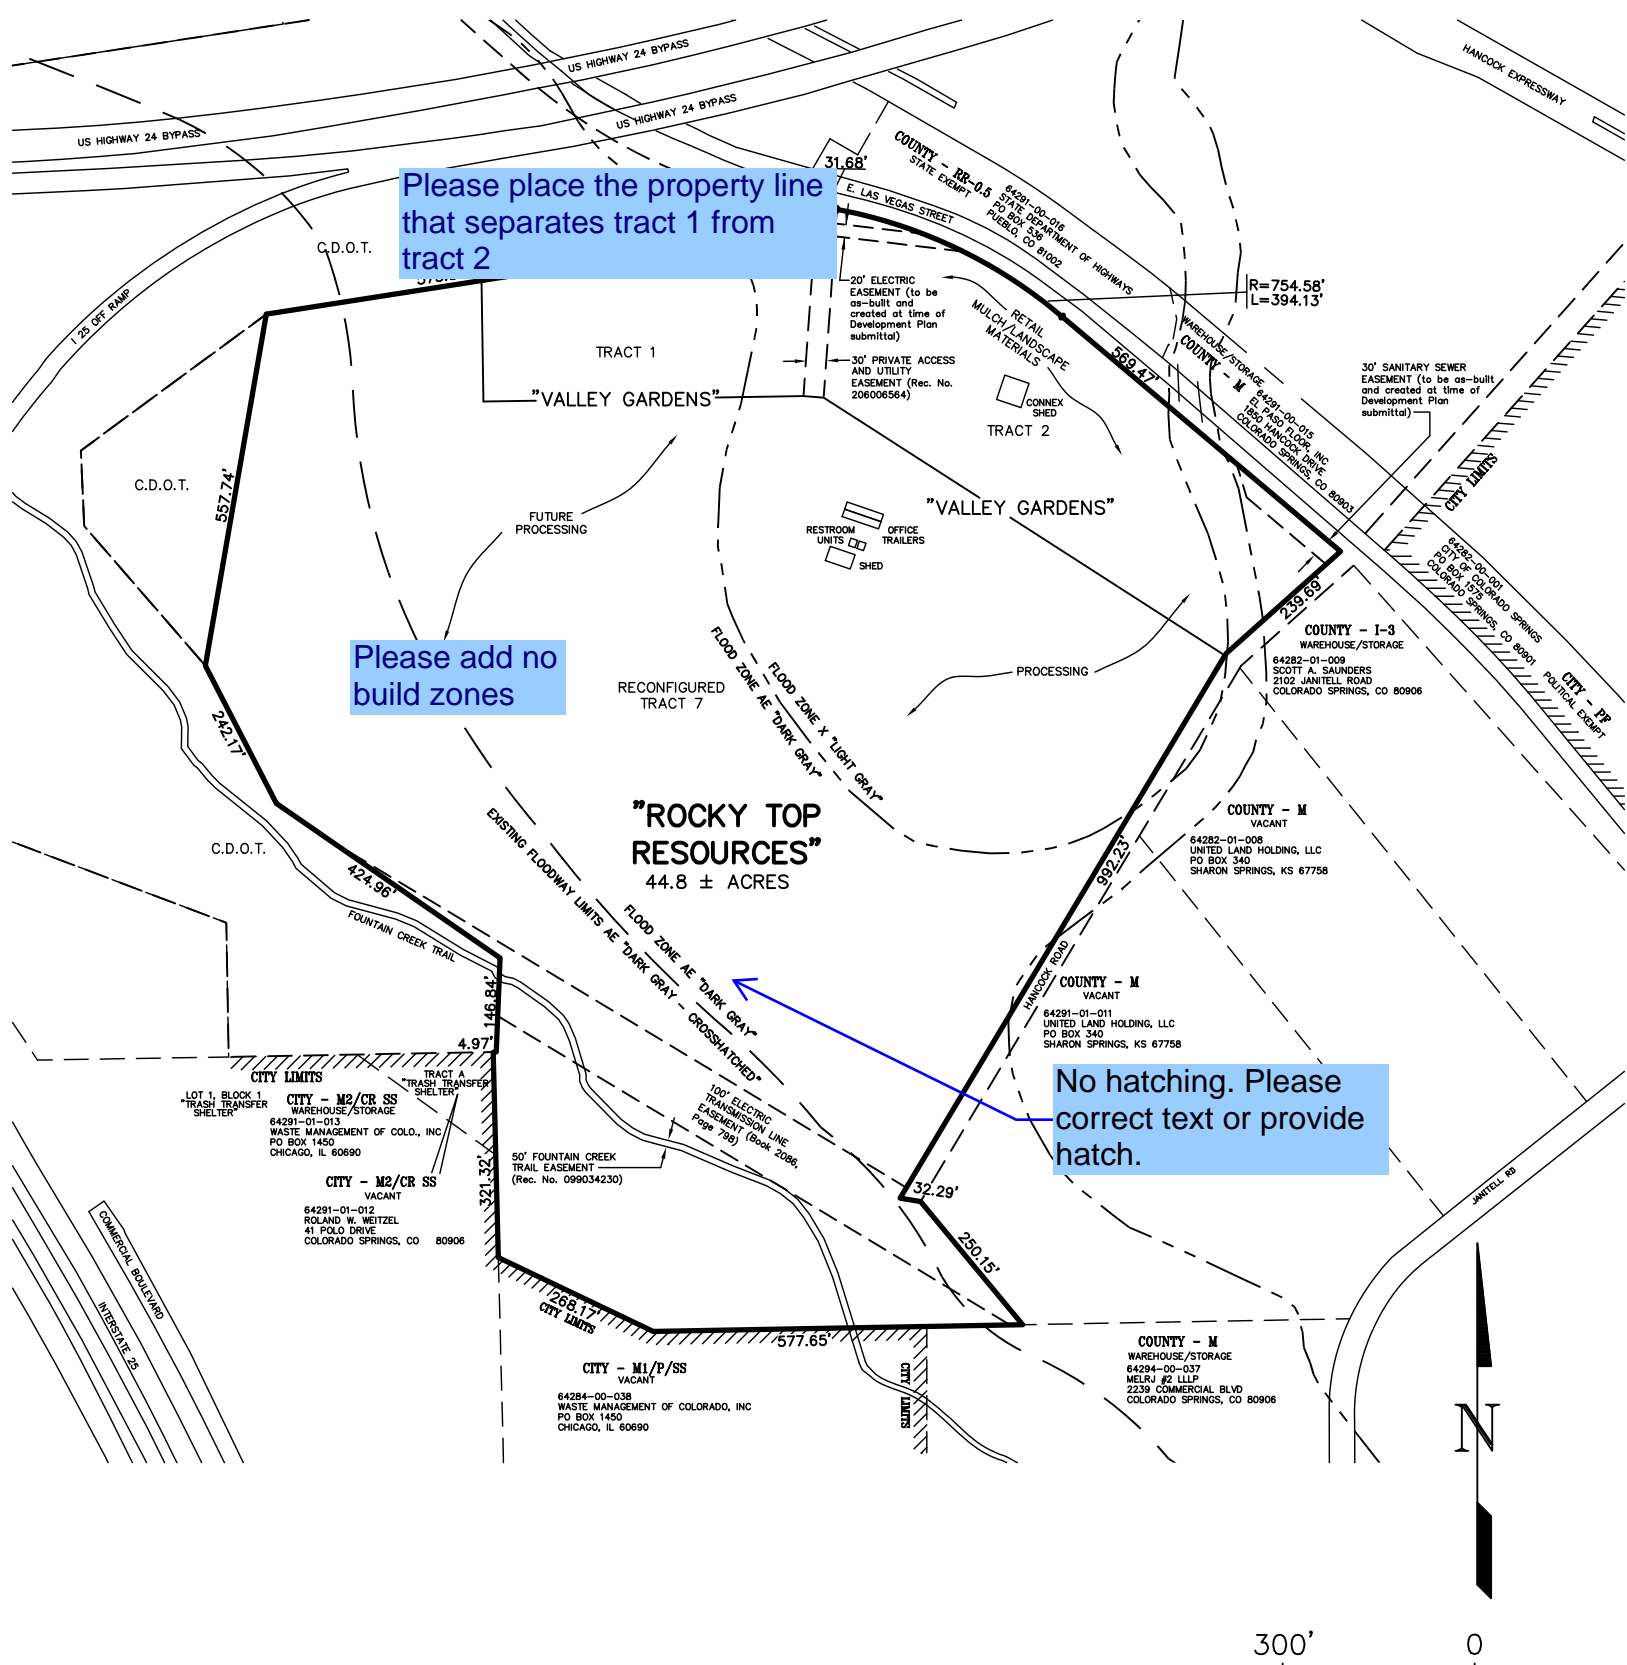 HANCOCK EXPRESSWAY
US HIGHWAY 24 BYPASS
US HIGHWAY 24 BYPASS
US HIGHWAY 24 BYPASS
31.68'
E. LAS VEGAS STREET
COUNTY - RR-0.5
STATE EXEMPT
64291-00-016
STATE DEPARTMENT OF HIGHWAYS
PO BOX 536
PUEBLO, CO 81002
Please place the property line
that separates tract 1 from
tract 2
C.D.O.T.
I 25 OFF RAMP
20' ELECTRIC
EASEMENT (to be
as-built and
created at time of
Development Plan
submittal)
R=754.58'
L=394.13'
RETAIL
MULCH/LANDSCAPE
MATERIALS
TRACT 1
30' PRIVATE ACCESS
AND UTILITY
EASEMENT (Rec. No.
206006564)
569.47'
WAREHOUSE/STORAGE
COUNTY - M
64291-00-015
EL PASO FLOOR, INC
1850 HANCOCK DRIVE
COLORADO SPRINGS, CO 80903
30' SANITARY SEWER
EASEMENT (to be as-built
and created at time of
Development Plan
submittal)
"VALLEY GARDENS"
CONNEX
SHED
TRACT 2
CITY LIMITS
C.D.O.T.
557.74'
FUTURE
PROCESSING
"VALLEY GARDENS"
RESTROOM
UNITS
OFFICE
TRAILERS
SHED
64282-00-001
CITY OF COLORADO SPRINGS
PO BOX 1575
COLORADO SPRINGS, CO 80901
CITY - PF
POLITICAL EXEMPT
239.69'
COUNTY - I-3
WAREHOUSE/STORAGE
64282-01-009
SCOTT A. SAUNDERS
2102 JANITELL ROAD
COLORADO SPRINGS, CO 80906
Please add no
build zones
RECONFIGURED
TRACT 7
FLOOD ZONE X "LIGHT GRAY"
FLOOD ZONE AE "DARK GRAY"
PROCESSING
242.17'
"ROCKY TOP
RESOURCES"
44.8 ± ACRES
COUNTY - M
VACANT
64282-01-008
UNITED LAND HOLDING, LLC
PO BOX 340
SHARON SPRINGS, KS 67758
C.D.O.T.
424.96'
FOUNTAIN CREEK TRAIL
EXISTING FLOODWAY LIMITS AE "DARK GRAY - CROSSHATCHED"
FLOOD ZONE AE "DARK GRAY"
992.23'
HANCOCK ROAD
COUNTY - M
VACANT
64291-01-011
UNITED LAND HOLDING, LLC
PO BOX 340
SHARON SPRINGS, KS 67758
146.84'
4.97'
CITY LIMITS
LOT 1, BLOCK 1
"TRASH TRANSFER
SHELTER"
TRACT A
"TRASH TRANSFER
SHELTER"
CITY - M2/CR SS
WAREHOUSE/STORAGE
64291-01-013
WASTE MANAGEMENT OF COLO., INC
PO BOX 1450
CHICAGO, IL 60690
No hatching. Please
correct text or provide
hatch.
100' ELECTRIC
TRANSMISSION LINE
EASEMENT (Book 2086,
Page 798)
50' FOUNTAIN CREEK
TRAIL EASEMENT
(Rec. No. 099034230)
321.32'
CITY - M2/CR SS
VACANT
64291-01-012
ROLAND W. WEITZEL
41 POLO DRIVE
COLORADO SPRINGS, CO 80906
32.29'
250.15'
JANITELL RD
COMMERCIAL BOULEVARD
INTERSTATE 25
268.17'
CITY LIMITS
577.65'
CITY LIMITS
CITY - M1/P/SS
VACANT
64284-00-038
WASTE MANAGEMENT OF COLORADO, INC
PO BOX 1450
CHICAGO, IL 60690
COUNTY - M
WAREHOUSE/STORAGE
64294-00-037
MELRJ #2 LLLP
2239 COMMERCIAL BLVD
COLORADO SPRINGS, CO 80906
N
300' 0